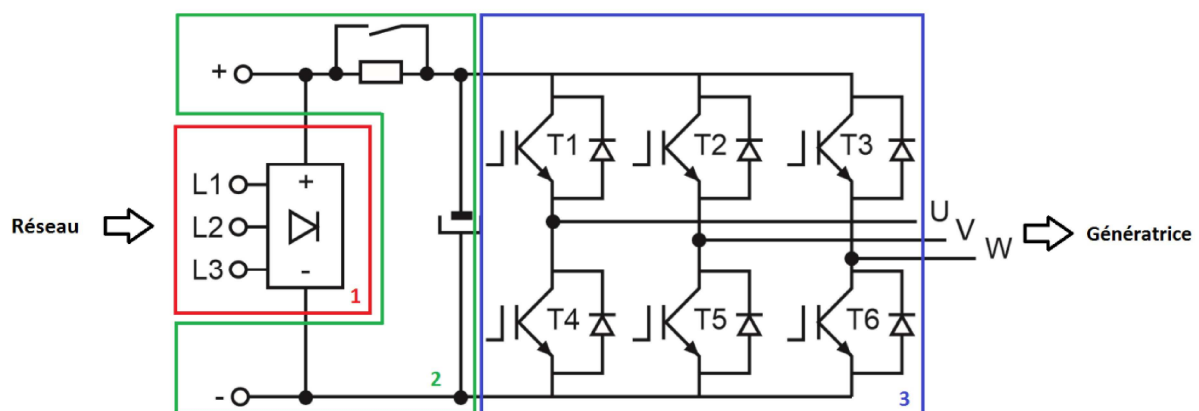 +
T1 T2 T3
L1 +
Réseau L2 U
V Génératrice
L3 - W
1
T4 T5 T6
2
- 3